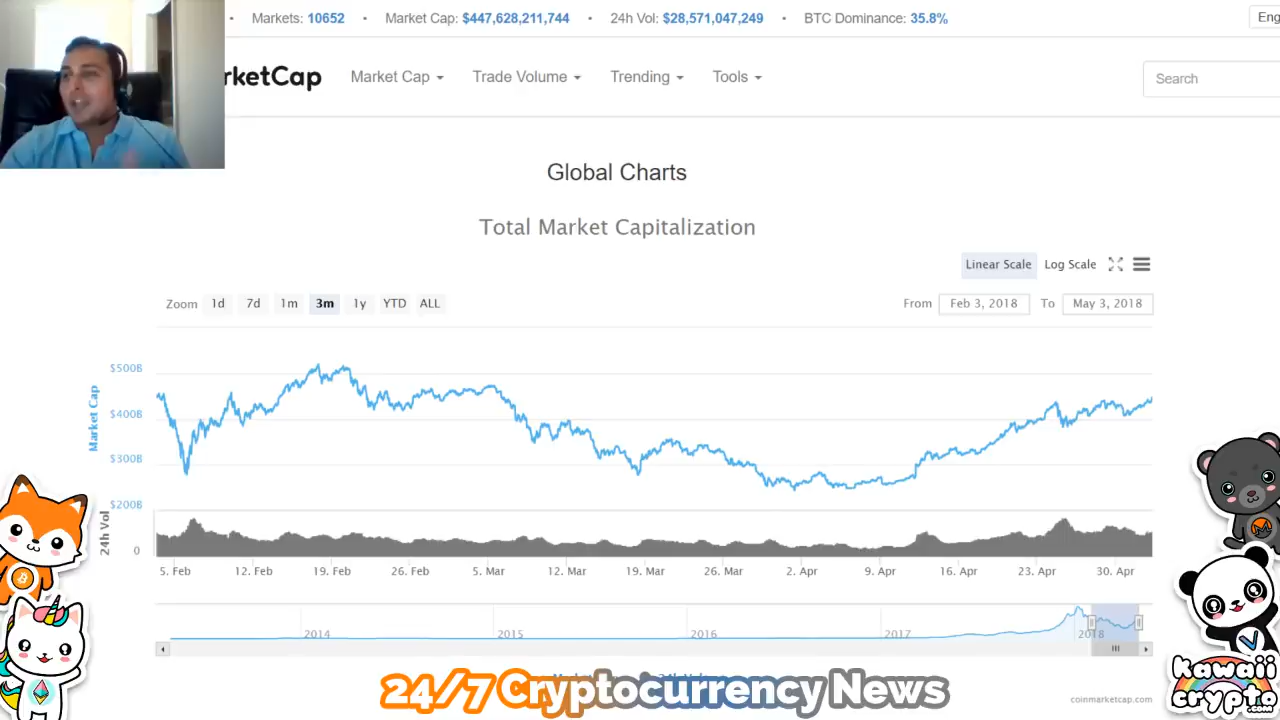 • Markets: 10652 • Market Cap: $447,628,211,744 • 24h Vol: $28,571,047,249 • BTC Dominance: 35.8%
Eng
rketCap Market Cap Trade Volume Trending Tools Search
Global Charts
Total Market Capitalization
Linear Scale Log Scale
Zoom 1d 7d 1m 3m 1y YTD ALL From Feb 3, 2018 To May 3, 2018
$500B
$400B
$300B
$200B
0
Market Cap
24h Vol
5. Feb 12. Feb 19. Feb 26. Feb 5. Mar 12. Mar 19. Mar 26. Mar 2. Apr 9. Apr 16. Apr 23. Apr 30. Apr
2014 2015 2016 2017 2018
24/7 Cryptocurrency News
coinmarketcap.com
kawaii
crypto
.com